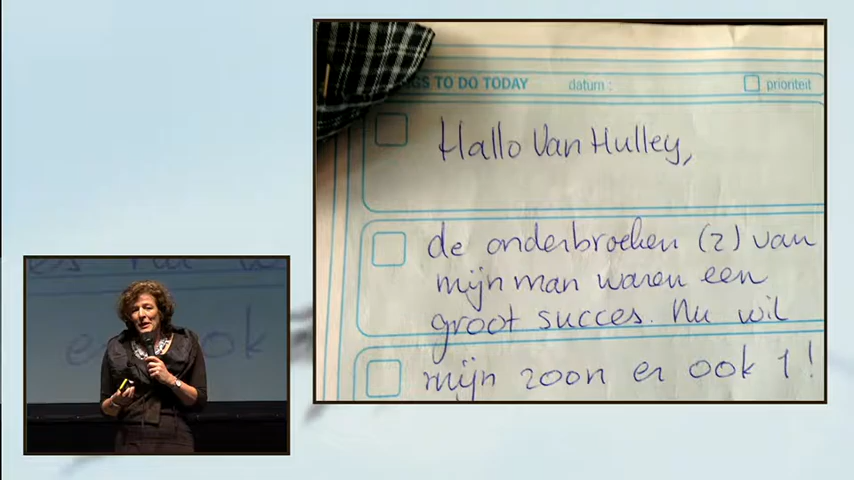 GS TO DO TODAY datum : prioriteit
Hallo Van Hulley,
de onderbroeken (2) van
mijn man waren een
groot succes. Nu wil
mijn zoon er ook 1!